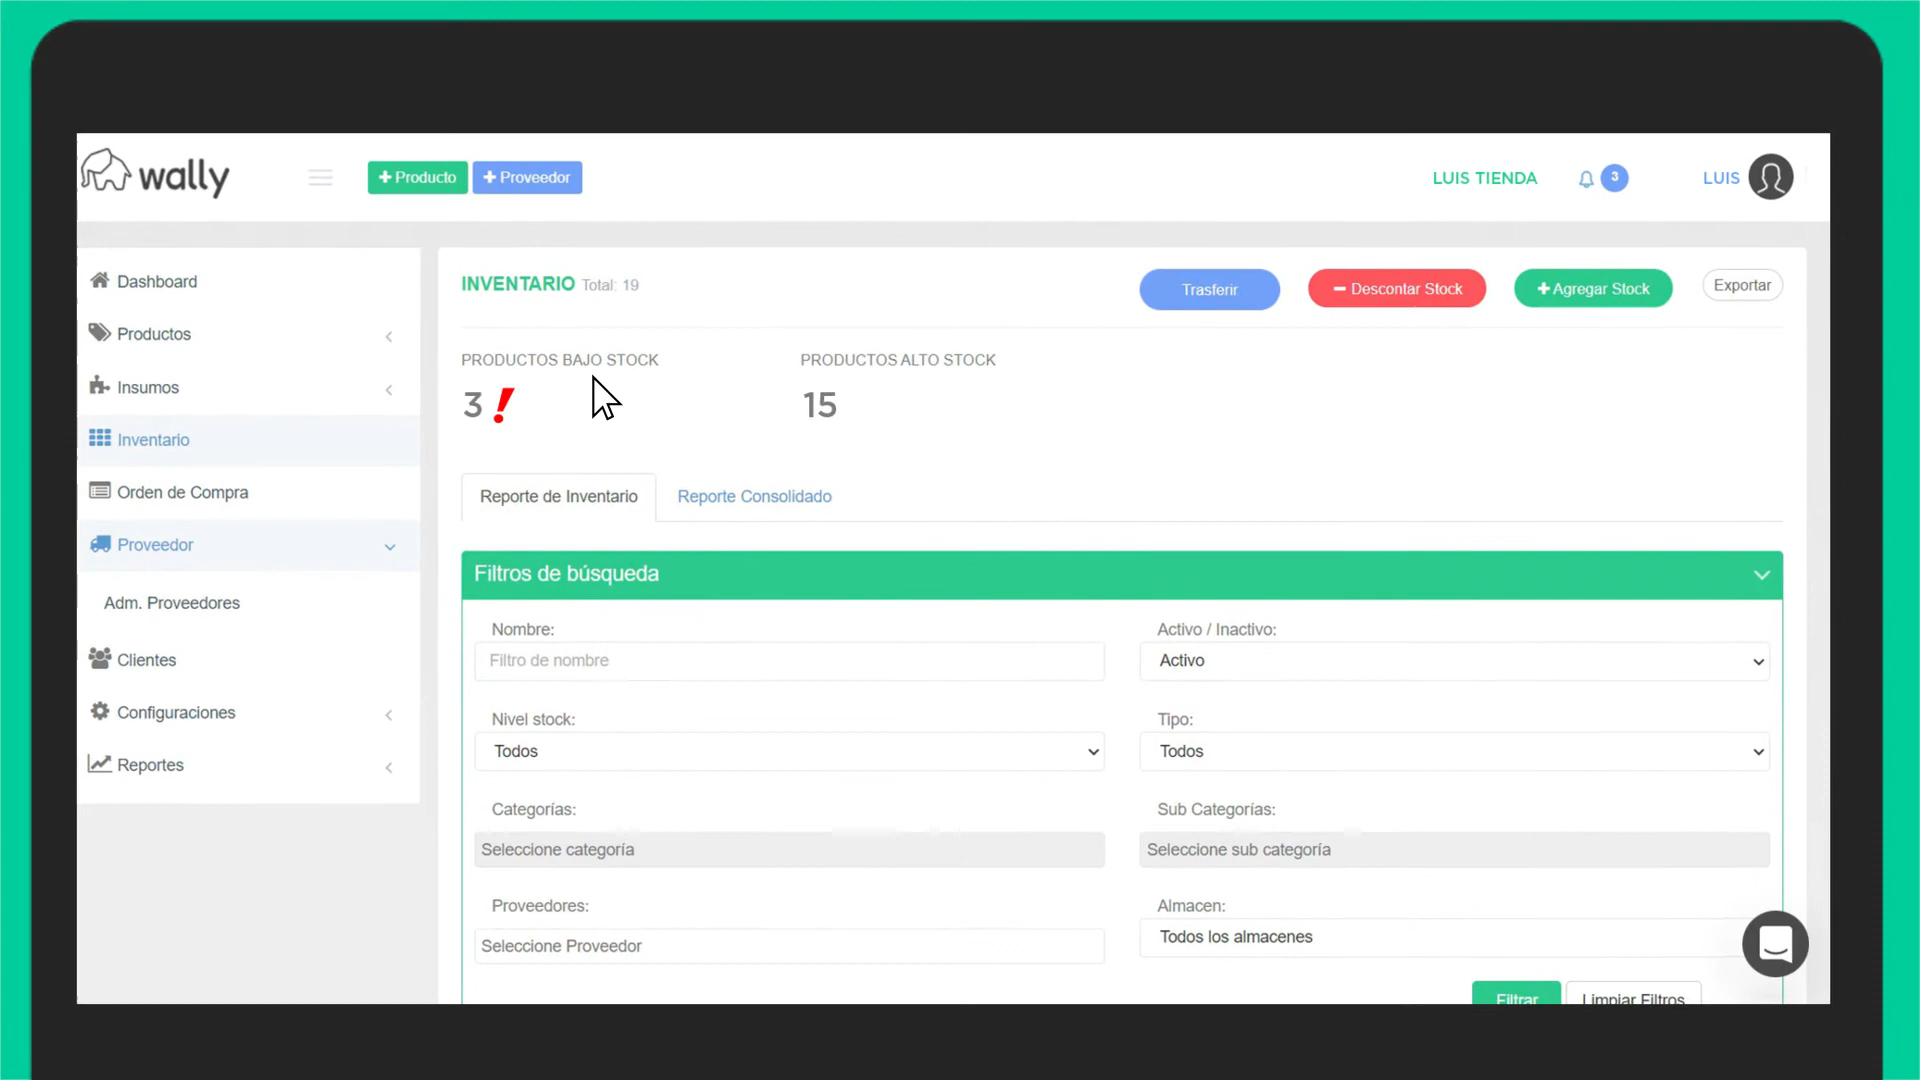 wally
+ Producto
+ Proveedor
LUIS TIENDA
3
LUIS
Dashboard
Productos
Insumos
Inventario
Orden de Compra
Proveedor
Adm. Proveedores
Clientes
Configuraciones
Reportes
INVENTARIO Total: 19
Trasferir
− Descontar Stock
+ Agregar Stock
Exportar
PRODUCTOS BAJO STOCK
3 !
PRODUCTOS ALTO STOCK
15
Reporte de Inventario
Reporte Consolidado
Filtros de búsqueda
Nombre:
Filtro de nombre
Activo / Inactivo:
Activo
Nivel stock:
Todos
Tipo:
Todos
Categorías:
Seleccione categoría
Sub Categorías:
Seleccione sub categoría
Proveedores:
Seleccione Proveedor
Almacen:
Todos los almacenes
Filtrar
Limpiar Filtros